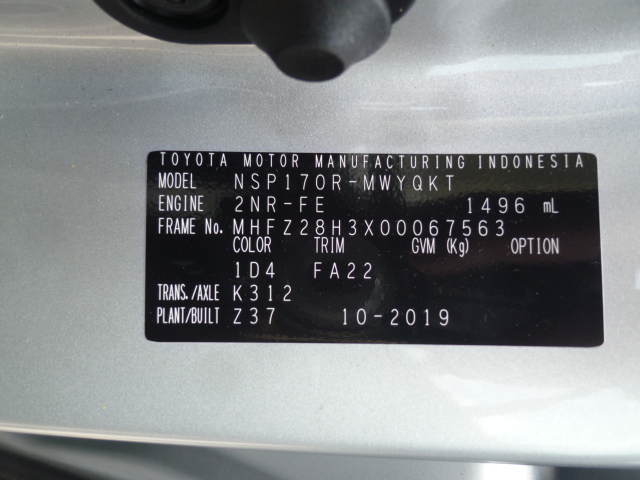 TOYOTA MOTOR MANUFACTURING INDONESIA
MODEL NSP170R-MWYQKT
ENGINE 2NR-FE 1496 mL
FRAME No. MHFZ28H3X00067563
COLOR TRIM GVM (Kg) OPTION
1D4 FA22
TRANS./AXLE K312
PLANT/BUILT Z37 10-2019